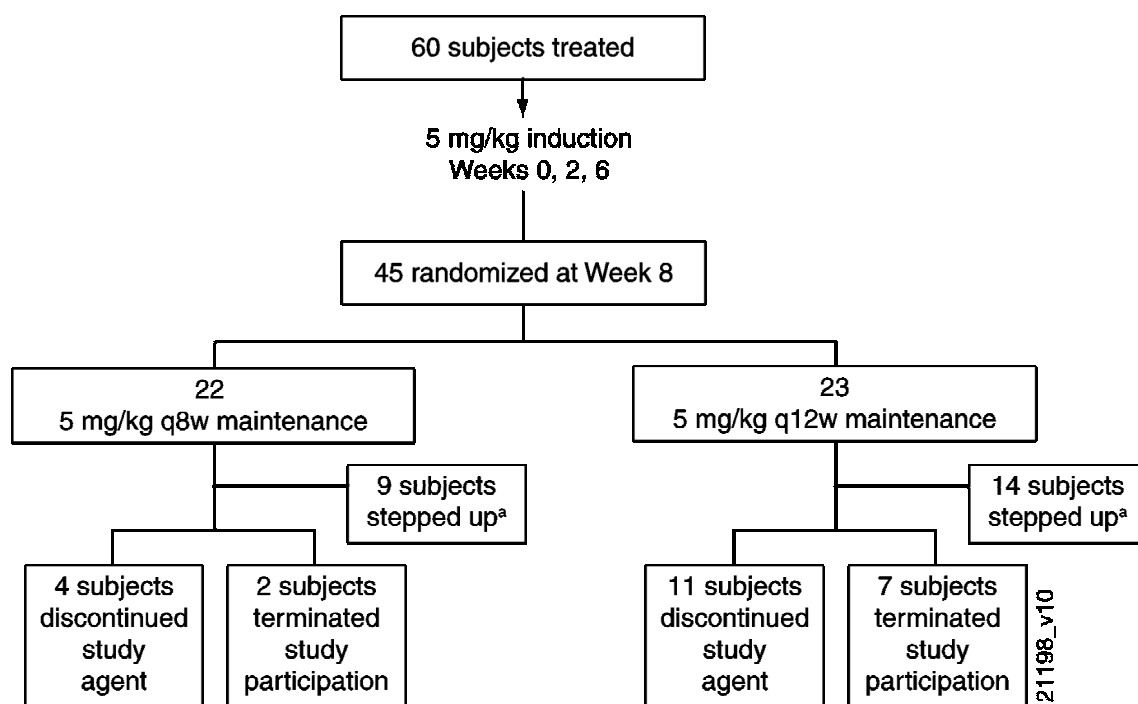 60 subjects treated
5 mg/kg induction
Weeks 0, 2, 6
45 randomized at Week 8
22
5 mg/kg q8w maintenance
23
5 mg/kg q12w maintenance
9 subjects
stepped upᵃ
14 subjects
stepped upᵃ
4 subjects
discontinued
study
agent
2 subjects
terminated
study
participation
11 subjects
discontinued
study
agent
7 subjects
terminated
study
participation
21198_v10